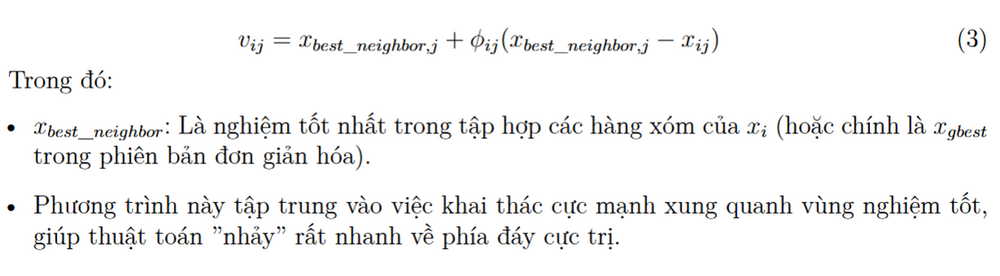 v_{ij} = x_{best\_neighbor,j} + \phi_{ij}(x_{best\_neighbor,j} − x_{ij}) (3)
Trong đó:
• x_{best\_neighbor}: Là nghiệm tốt nhất trong tập hợp các hàng xóm của x_i (hoặc chính là x_{gbest}
trong phiên bản đơn giản hóa).
• Phương trình này tập trung vào việc khai thác cực mạnh xung quanh vùng nghiệm tốt,
giúp thuật toán ”nhảy” rất nhanh về phía đáy cực trị.